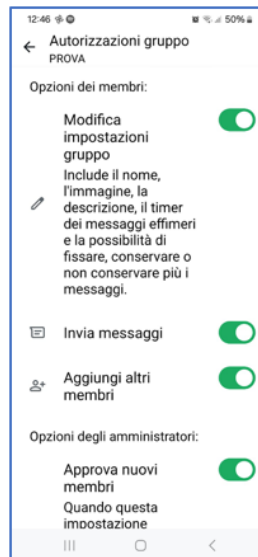 12:46 50%
Autorizzazioni gruppo
PROVA
Opzioni dei membri:
Modifica
impostazioni
gruppo
Include il nome,
l'immagine, la
descrizione, il timer
dei messaggi effimeri
e la possibilità di
fissare, conservare o
non conservare più i
messaggi.
Invia messaggi
Aggiungi altri
membri
Opzioni degli amministratori:
Approva nuovi
membri
Quando questa
impostazione